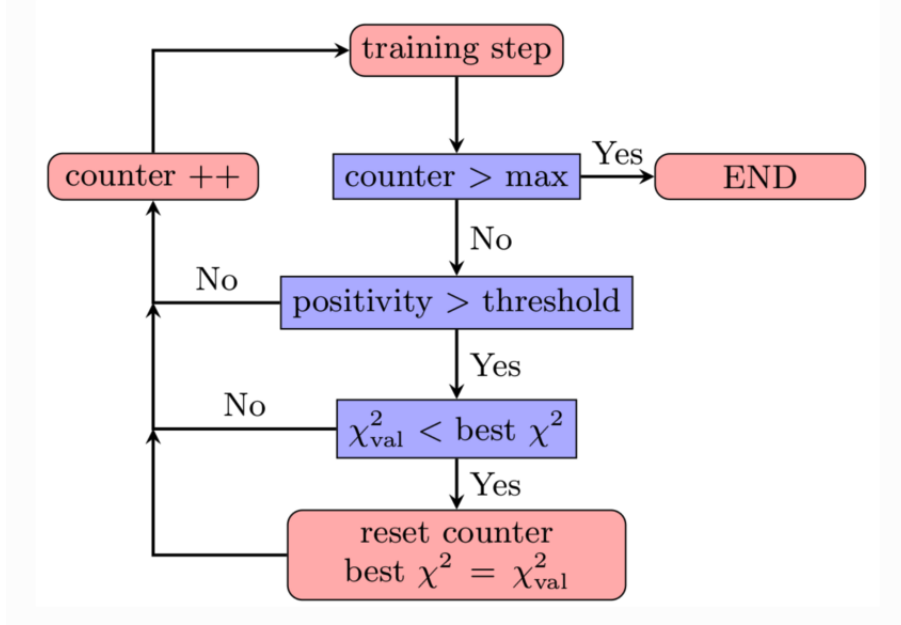 training step
counter ++
counter > max
Yes
END
No
No
positivity > threshold
Yes
No
χ²val < best χ²
Yes
reset counter
best χ² = χ²val